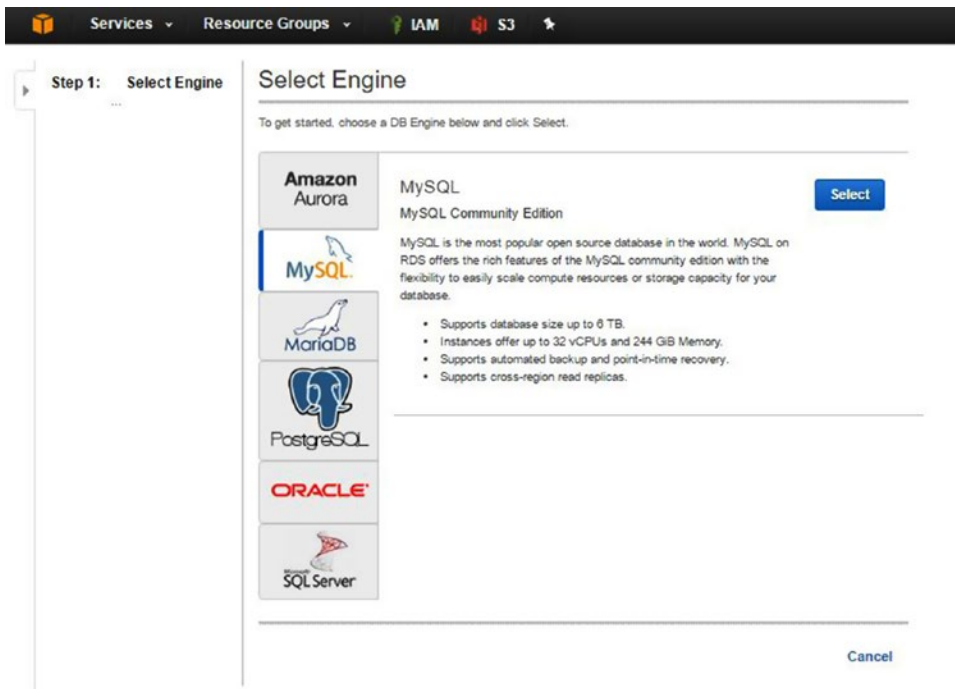 Services Resource Groups IAM S3
Step 1: Select Engine
...
Select Engine
To get started, choose a DB Engine below and click Select.
Amazon
Aurora
MySQL
MariaDB
PostgreSQL
ORACLE
Microsoft
SQL Server
MySQL
Select
MySQL Community Edition
MySQL is the most popular open source database in the world. MySQL on
RDS offers the rich features of the MySQL community edition with the
flexibility to easily scale compute resources or storage capacity for your
database.
• Supports database size up to 6 TB.
• Instances offer up to 32 vCPUs and 244 GiB Memory.
• Supports automated backup and point-in-time recovery.
• Supports cross-region read replicas.
Cancel